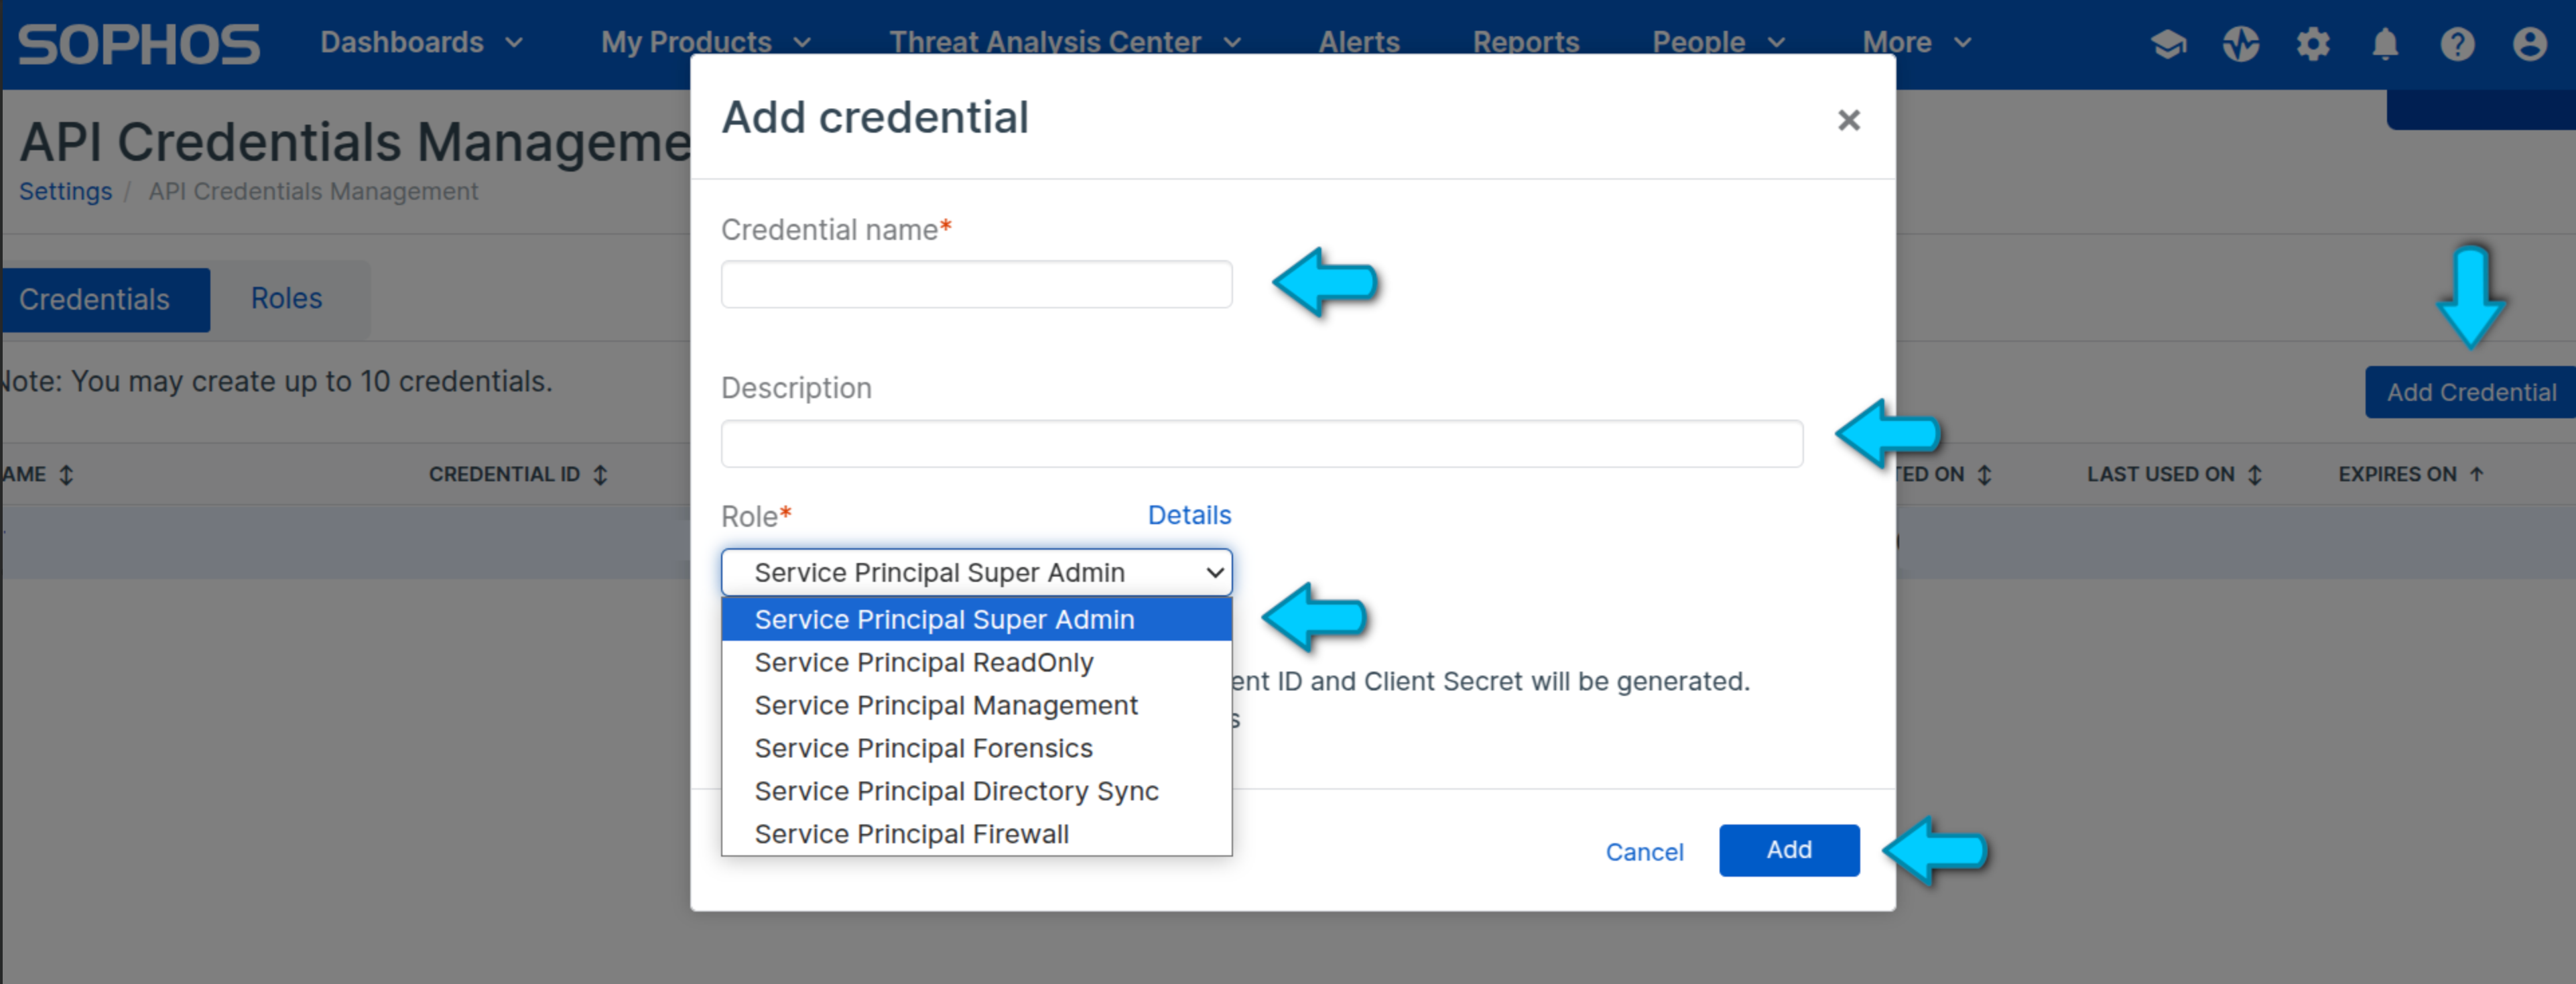 SOPHOS
Dashboards
My Products
Threat Analysis Center
Alerts
Reports
People
More
API Credentials Manageme
Settings / API Credentials Management
Credentials
Roles
Note: You may create up to 10 credentials.
Add Credential
AME
CREDENTIAL ID
TED ON
LAST USED ON
EXPIRES ON
Add credential
Credential name*
Description
Role*
Details
Service Principal Super Admin
Service Principal Super Admin
Service Principal ReadOnly
Service Principal Management
Service Principal Forensics
Service Principal Directory Sync
Service Principal Firewall
ent ID and Client Secret will be generated.
s
Cancel
Add